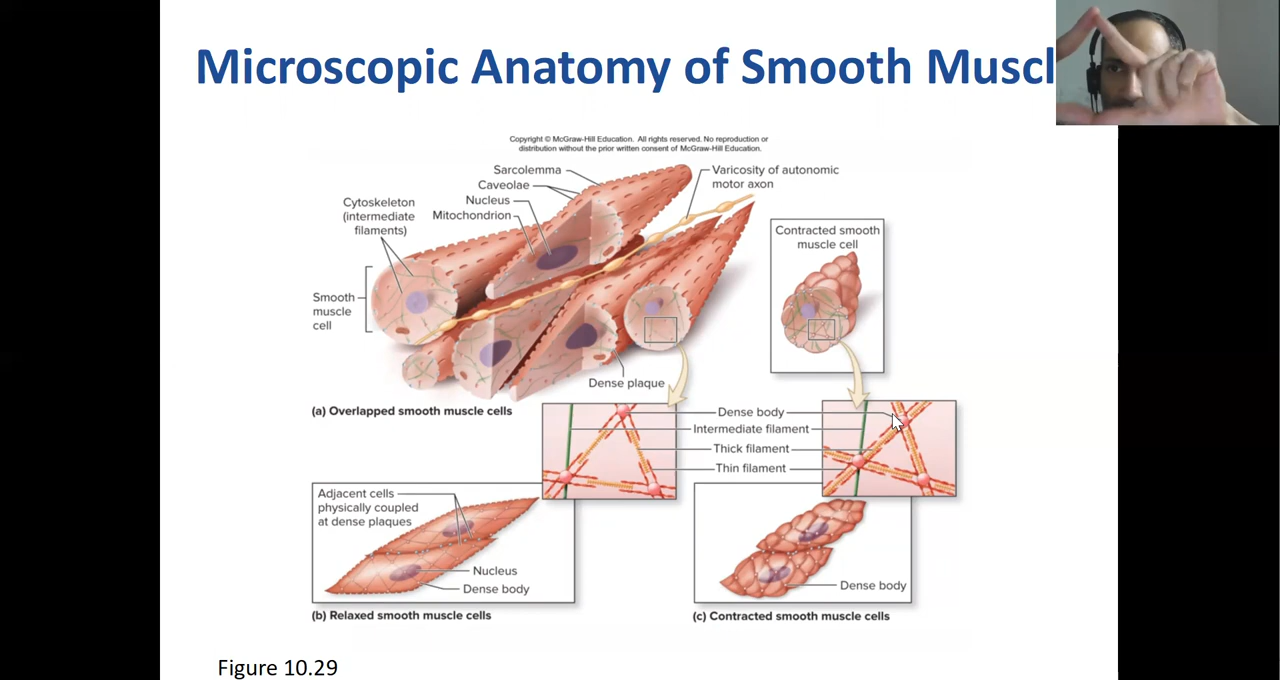 Microscopic Anatomy of Smooth Muscl
Copyright © McGraw-Hill Education. All rights reserved. No reproduction or
distribution without the prior written consent of McGraw-Hill Education.
Sarcolemma
Caveolae
Nucleus
Mitochondrion
Varicosity of autonomic
motor axon
Cytoskeleton
(intermediate
filaments)
Smooth
muscle
cell
Contracted smooth
muscle cell
Dense plaque
(a) Overlapped smooth muscle cells
Dense body
Intermediate filament
Thick filament
Thin filament
Adjacent cells
physically coupled
at dense plaques
Nucleus
Dense body
(b) Relaxed smooth muscle cells
Dense body
(c) Contracted smooth muscle cells
Figure 10.29